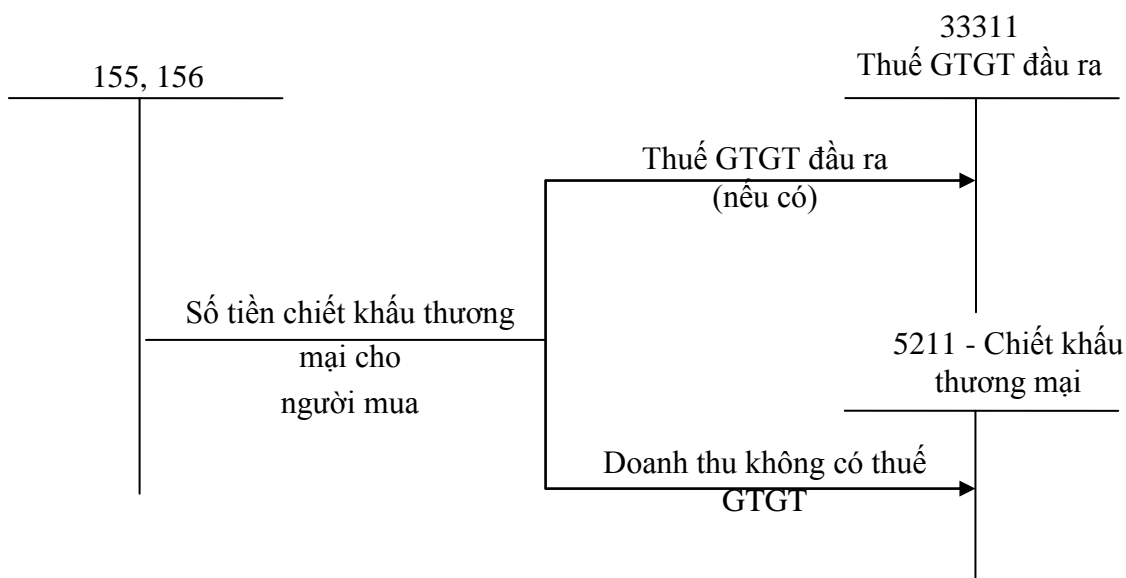 33311
Thuế GTGT đầu ra
155, 156
Thuế GTGT đầu ra
(nếu có)
Số tiền chiết khấu thương
mại cho
người mua
5211 - Chiết khấu
thương mại
Doanh thu không có thuế
GTGT